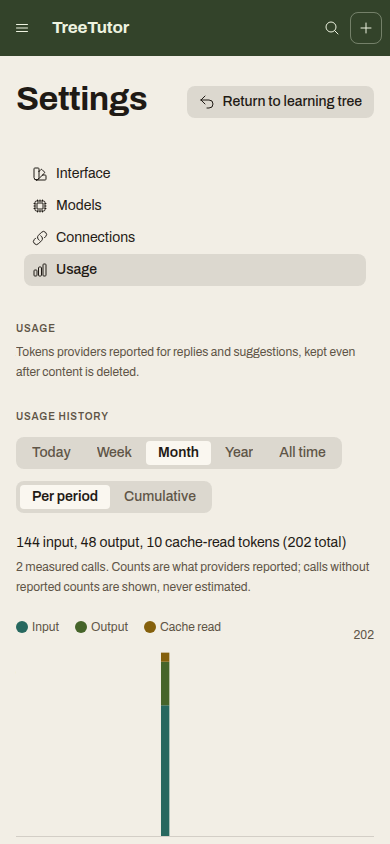 TreeTutor
Settings
Return to learning tree
Interface
Models
Connections
Usage
USAGE
Tokens providers reported for replies and suggestions, kept even
after content is deleted.
USAGE HISTORY
Today Week Month Year All time
Per period Cumulative
144 input, 48 output, 10 cache-read tokens (202 total)
2 measured calls. Counts are what providers reported; calls without
reported counts are shown, never estimated.
Input Output Cache read
202